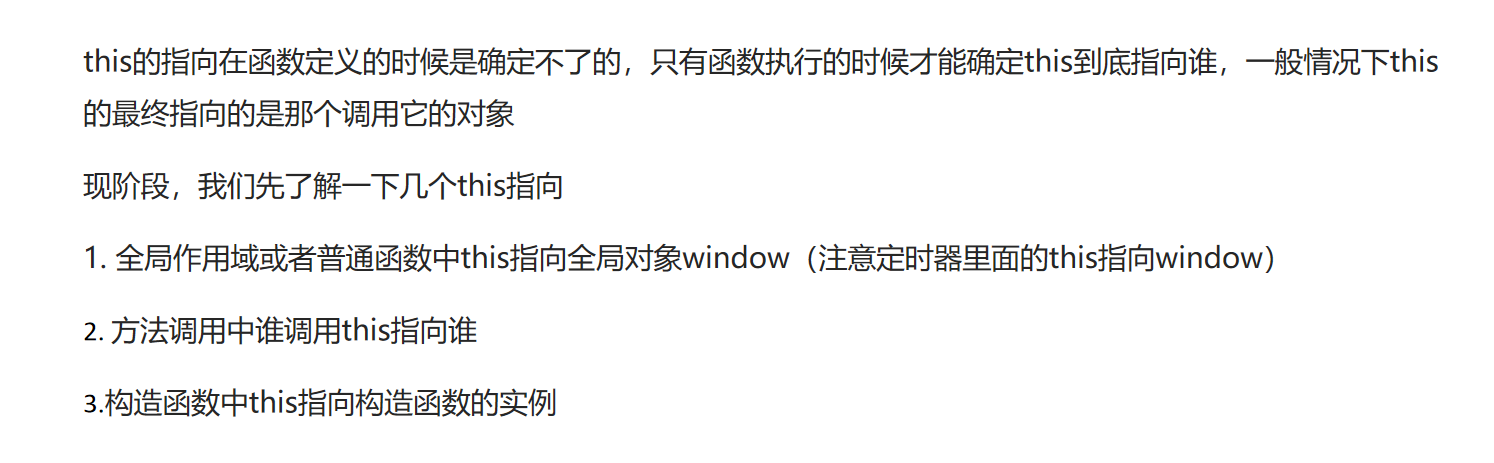 this的指向在函数定义的时候是确定不了的，只有函数执行的时候才能确定this到底指向谁，一般情况下this
的最终指向的是那个调用它的对象
现阶段，我们先了解一下几个this指向
1. 全局作用域或者普通函数中this指向全局对象window（注意定时器里面的this指向window）
2. 方法调用中谁调用this指向谁
3.构造函数中this指向构造函数的实例